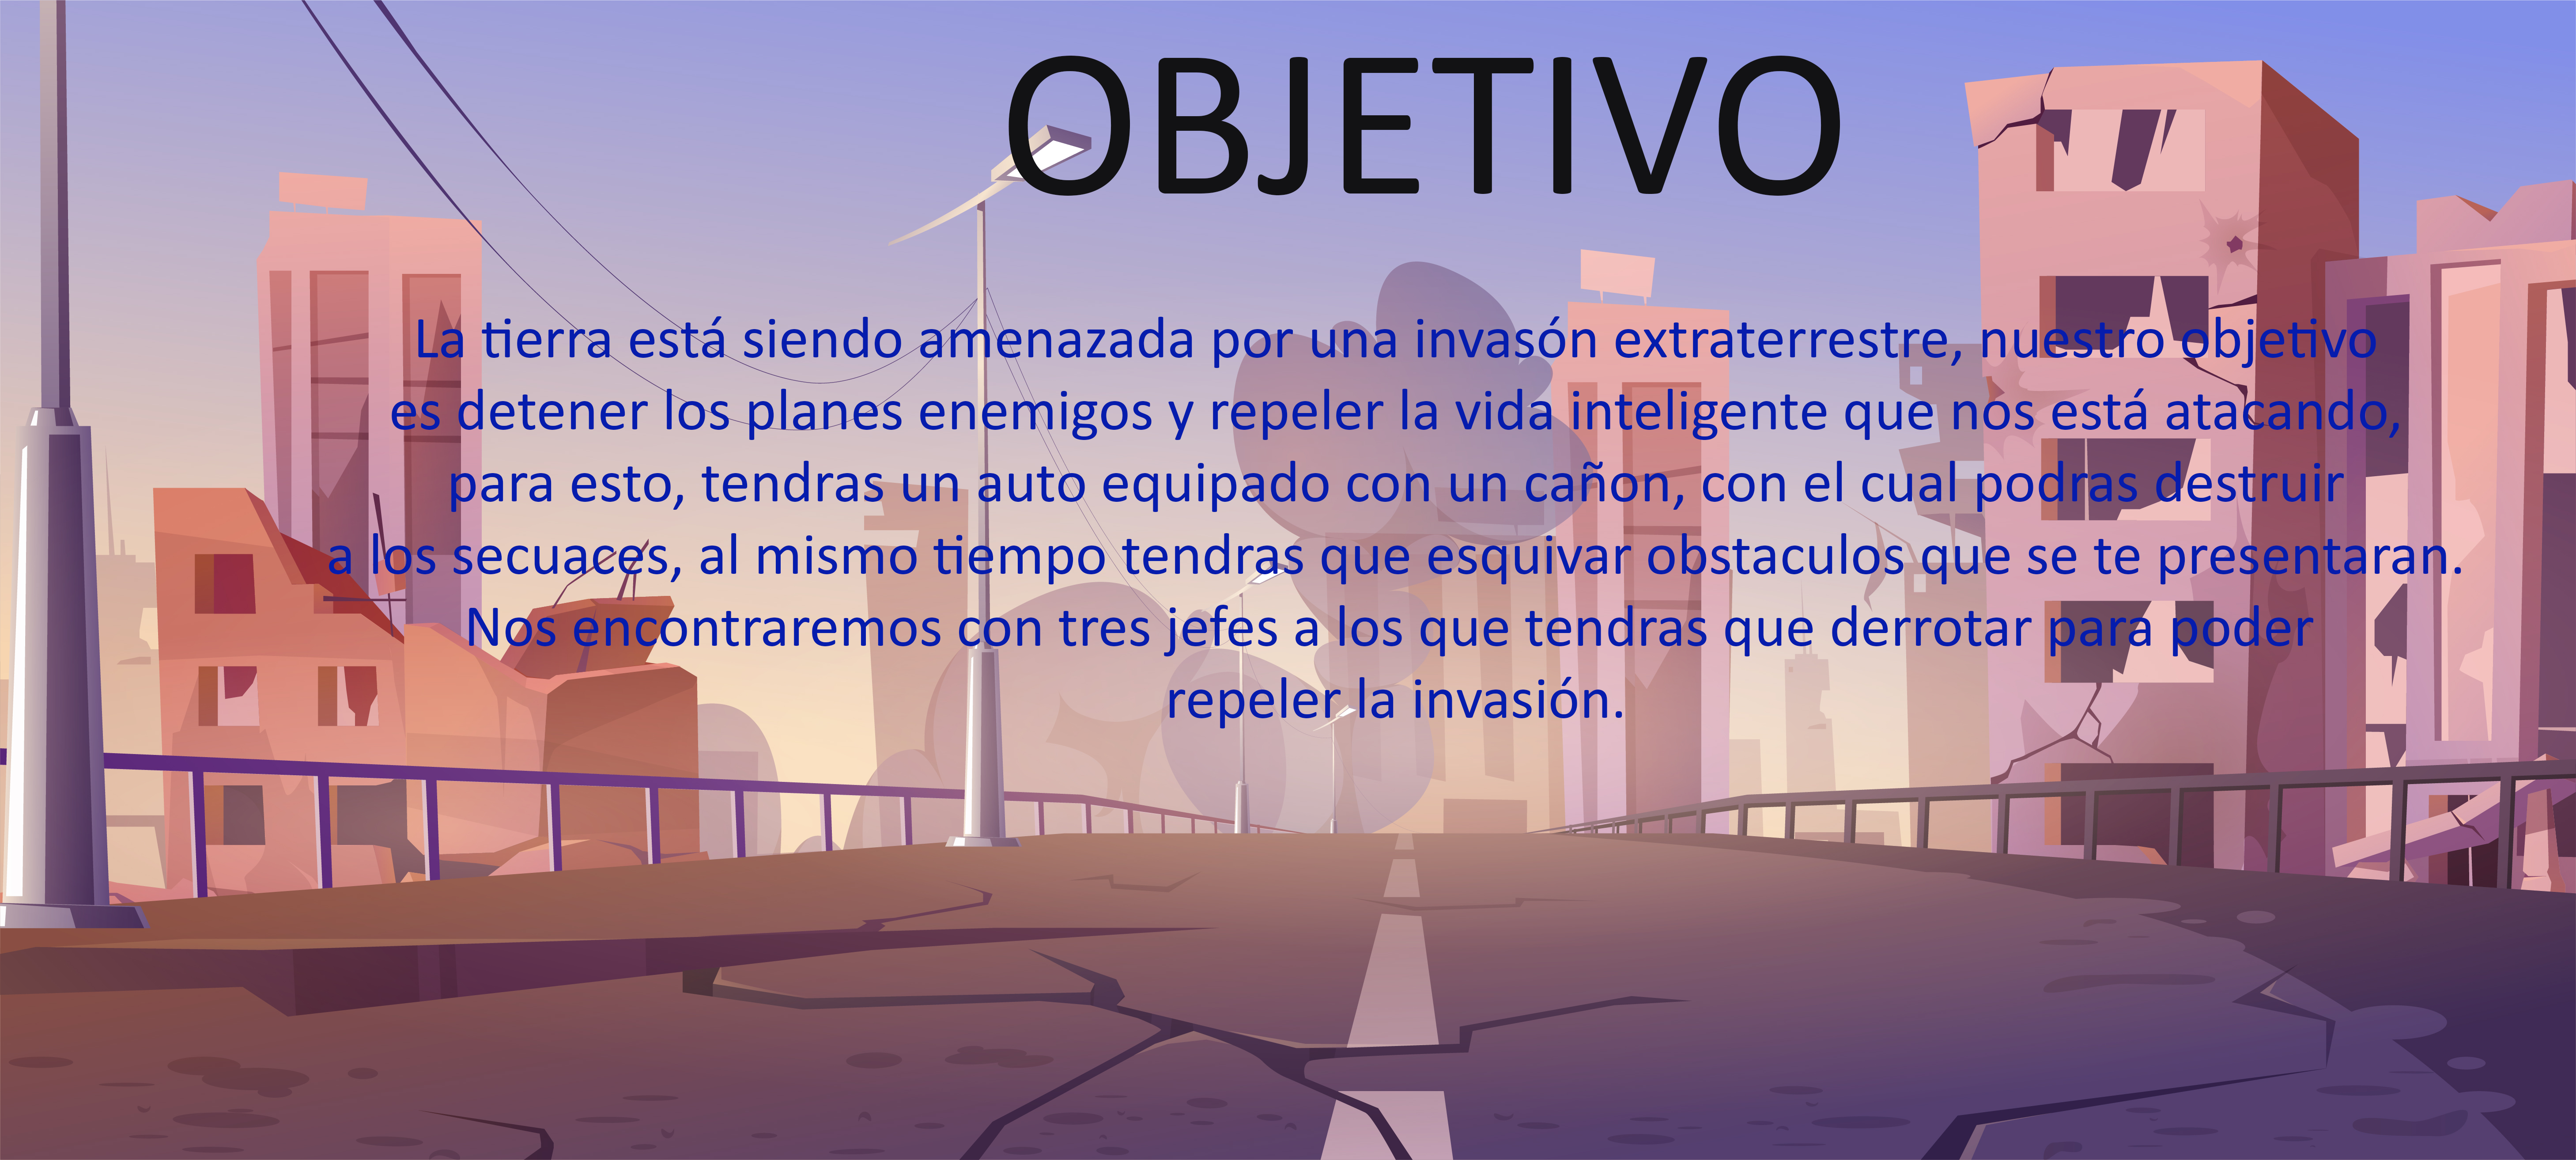 OBJETIVO
La tierra está siendo amenazada por una invasón extraterrestre, nuestro objetivo
es detener los planes enemigos y repeler la vida inteligente que nos está atacando,
para esto, tendras un auto equipado con un cañon, con el cual podras destruir
a los secuaces, al mismo tiempo tendras que esquivar obstaculos que se te presentaran.
Nos encontraremos con tres jefes a los que tendras que derrotar para poder
repeler la invasión.